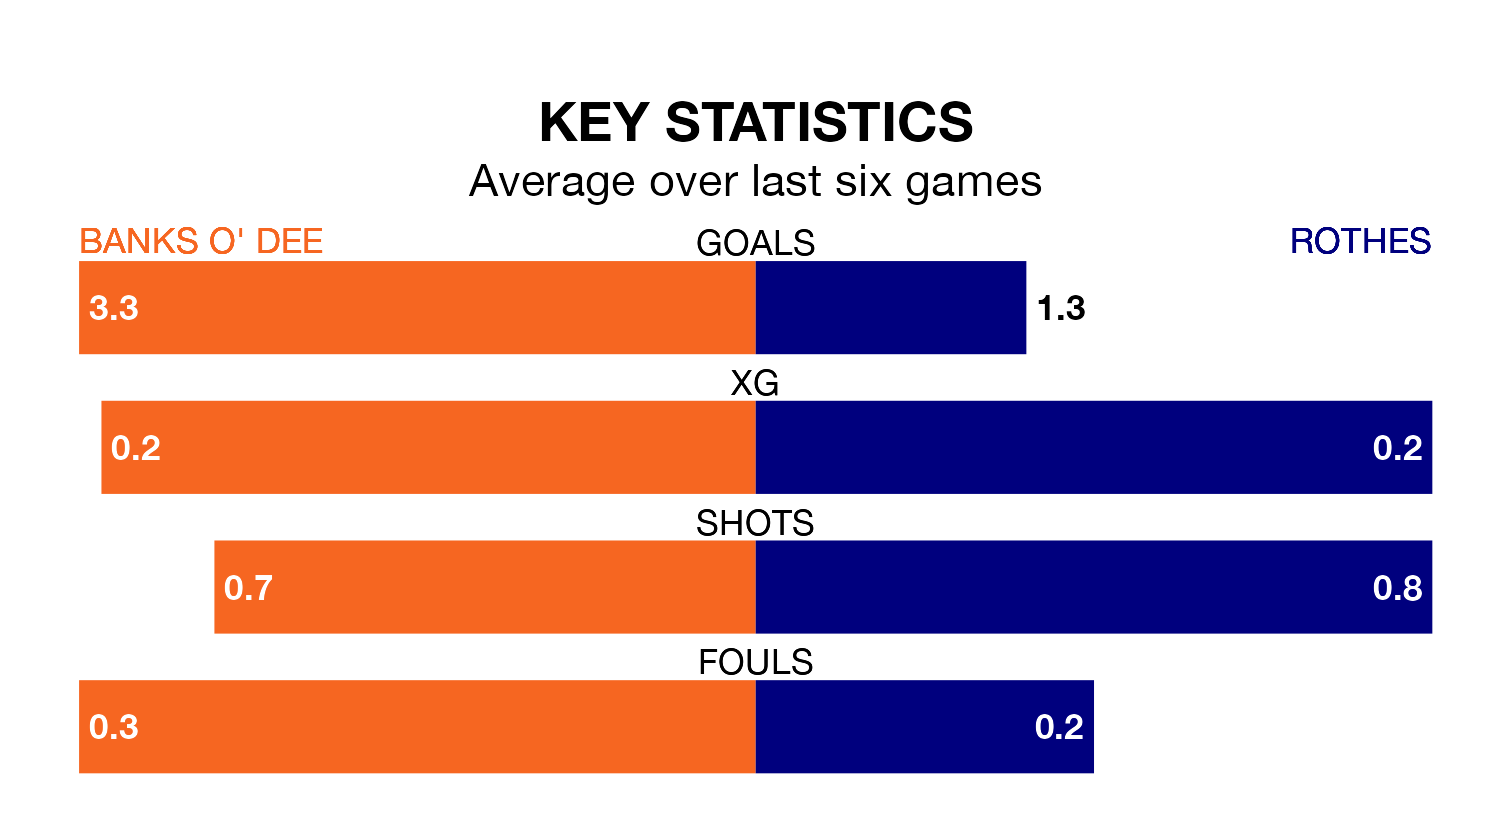 KEY STATISTICS
Average over last six games
BANKS O' DEE
GOALS
ROTHES
3.3
1.3
XG
0.2
0.2
SHOTS
0.7
0.8
FOULS
0.3
0.2